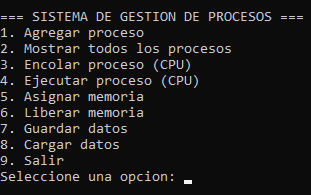 === SISTEMA DE GESTION DE PROCESOS ===
1. Agregar proceso
2. Mostrar todos los procesos
3. Encolar proceso (CPU)
4. Ejecutar proceso (CPU)
5. Asignar memoria
6. Liberar memoria
7. Guardar datos
8. Cargar datos
9. Salir
Seleccione una opcion: _